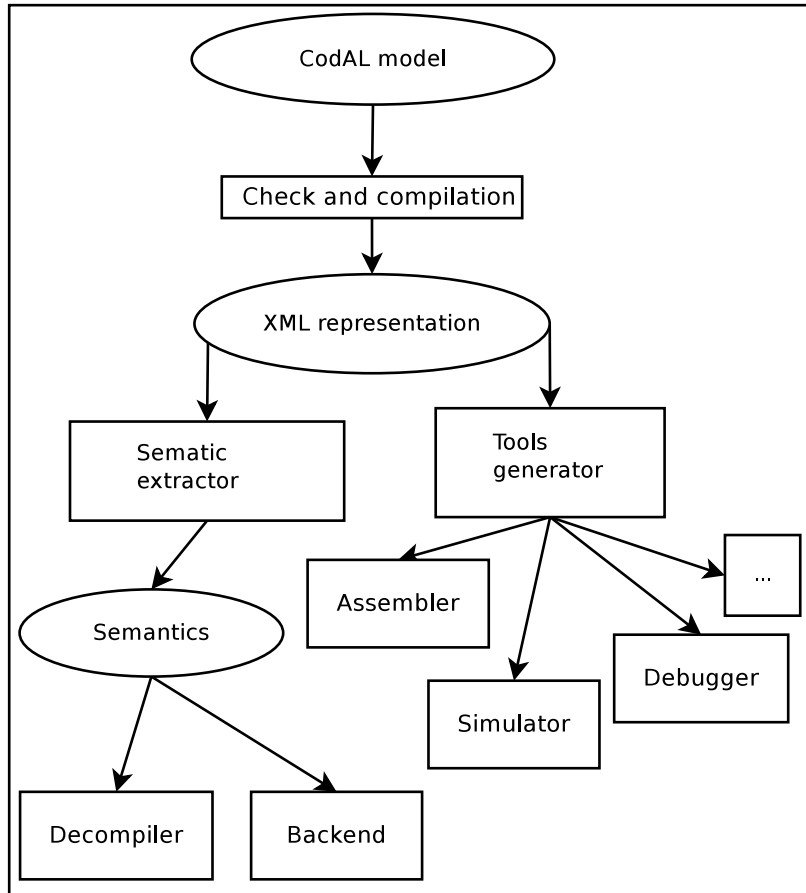 CodAL model
Check and compilation
XML representation
Sematic
extractor
Tools
generator
...
Assembler
Semantics
Debugger
Simulator
Decompiler
Backend